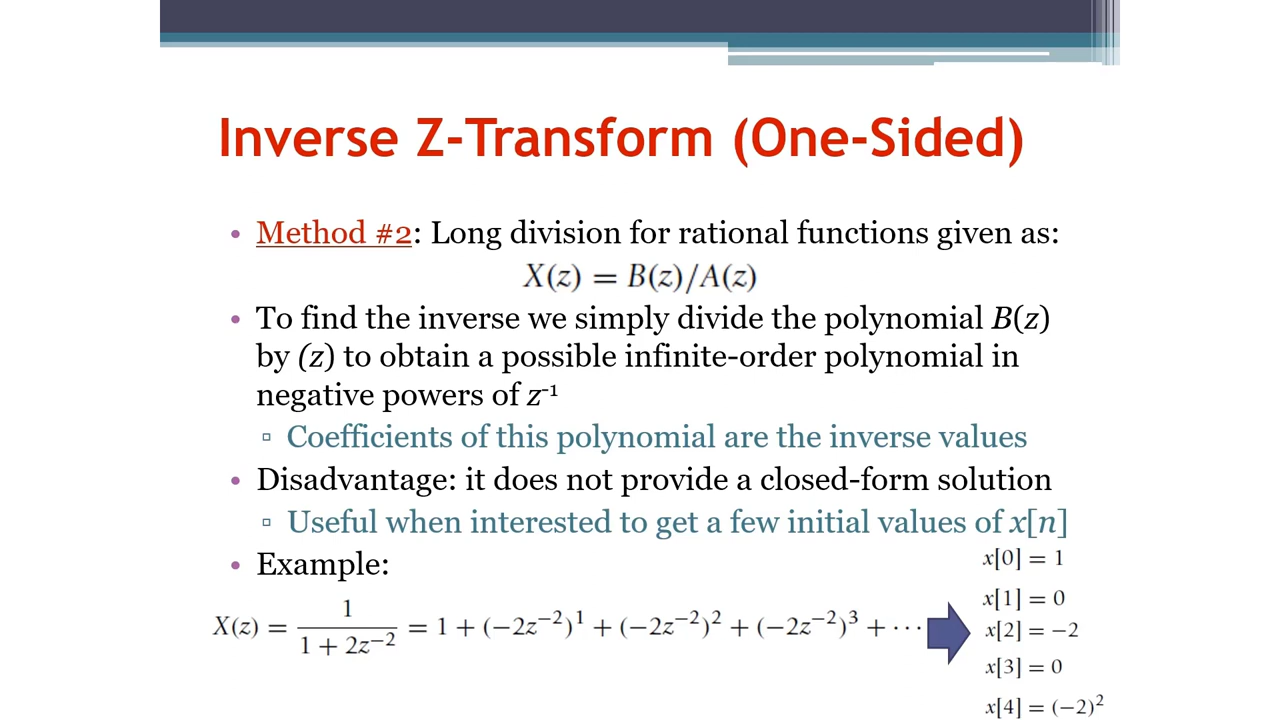 Inverse Z-Transform (One-Sided)
• Method #2: Long division for rational functions given as:
X(z) = B(z)/A(z)
• To find the inverse we simply divide the polynomial B(z)
by (z) to obtain a possible infinite-order polynomial in
negative powers of z⁻¹
▫ Coefficients of this polynomial are the inverse values
• Disadvantage: it does not provide a closed-form solution
▫ Useful when interested to get a few initial values of x[n]
• Example:
X(z) = 1 / (1 + 2z⁻²) = 1 + (−2z⁻²)¹ + (−2z⁻²)² + (−2z⁻²)³ + ···
x[0] = 1
x[1] = 0
x[2] = −2
x[3] = 0
x[4] = (−2)²